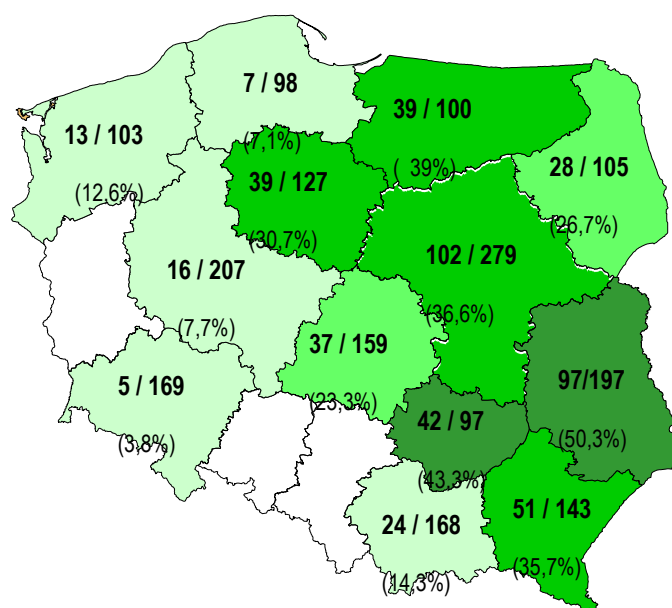 7 / 98
(7,1%)
39 / 100
( 39%)
13 / 103
(12,6%)
28 / 105
(26,7%)
39 / 127
(30,7%)
102 / 279
(36,6%)
16 / 207
(7,7%)
37 / 159
(23,3%)
97/197
(50,3%)
5 / 169
(3,8%)
42 / 97
(43,3%)
24 / 168
(14,3%)
51 / 143
(35,7%)